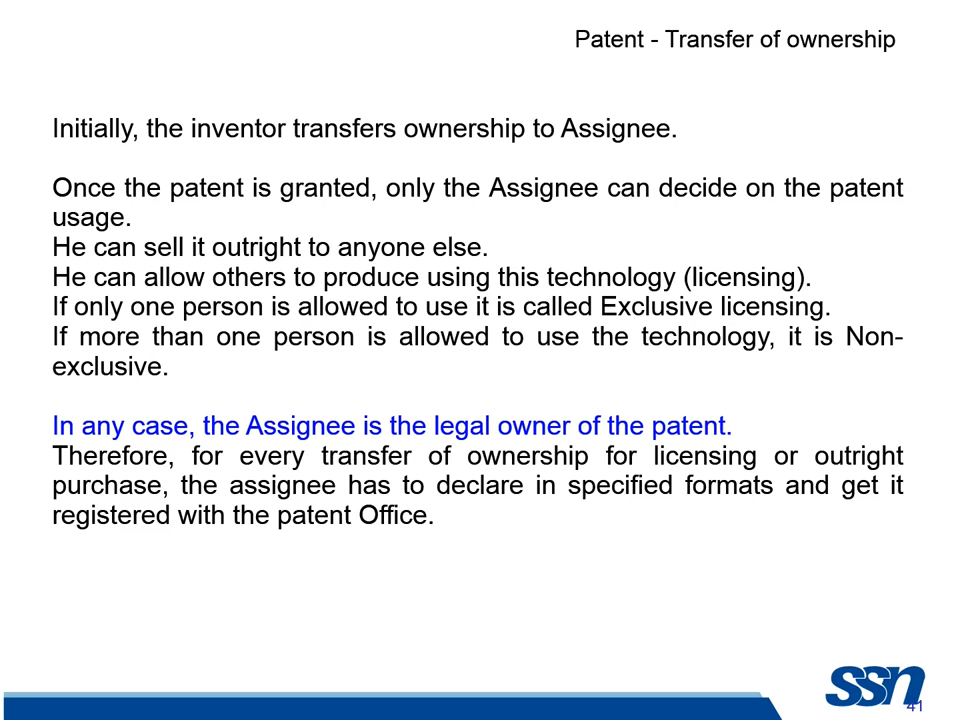 Patent - Transfer of ownership
Initially, the inventor transfers ownership to Assignee.
Once the patent is granted, only the Assignee can decide on the patent
usage.
He can sell it outright to anyone else.
He can allow others to produce using this technology (licensing).
If only one person is allowed to use it is called Exclusive licensing.
If more than one person is allowed to use the technology, it is Non-
exclusive.
In any case, the Assignee is the legal owner of the patent.
Therefore, for every transfer of ownership for licensing or outright
purchase, the assignee has to declare in specified formats and get it
registered with the patent Office.
ssn
41